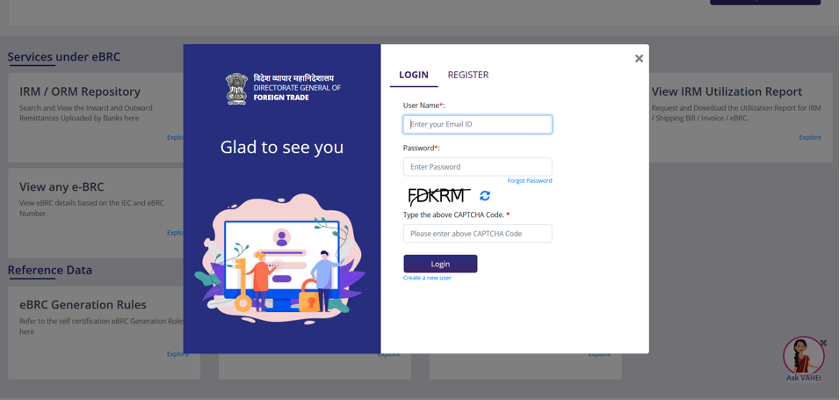 Services under eBRC
IRM / ORM Repository
Search and View the Inward and Outward
Remittances Uploaded by Banks here
View any e-BRC
View eBRC details based on the IEC and eBRC
Number.
Reference Data
eBRC Generation Rules
Refer to the self certification eBRC Generation Rules
here
Explore
विदेश व्यापार महानिदेशालय
DIRECTORATE GENERAL OF
FOREIGN TRADE
Glad to see you
×
LOGIN
REGISTER
User Name*:
Enter your Email ID
Password*:
Enter Password
Forgot Password
FDKRM
Type the above CAPTCHA Code. *
Please enter above CAPTCHA Code
Login
Create a new user
View IRM Utilization Report
Request and Download the Utilization Report for IRM
/ Shipping Bill / Invoice / eBRC.
Explore
Explore
Explore
Ask VAHEI